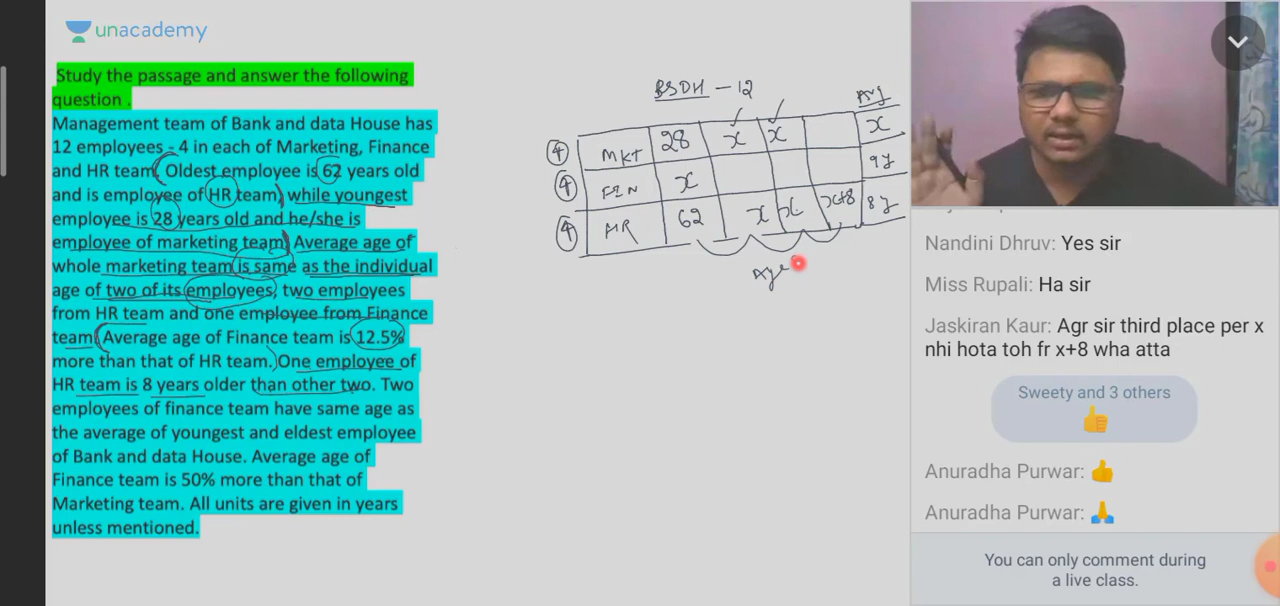 unacademy
Study the passage and answer the following
question .
Management team of Bank and data House has
12 employees - 4 in each of Marketing, Finance
and HR team. Oldest employee is 62 years old
and is employee of HR team, while youngest
employee is 28 years old and he/she is
employee of marketing team. Average age of
whole marketing team is same as the individual
age of two of its employees, two employees
from HR team and one employee from Finance
team. Average age of Finance team is 12.5%
more than that of HR team. One employee of
HR team is 8 years older than other two. Two
employees of finance team have same age as
the average of youngest and eldest employee
of Bank and data House. Average age of
Finance team is 50% more than that of
Marketing team. All units are given in years
unless mentioned.
BSDH - 12
Avg
4 MKT 28 x x x
4 FIN x 9y
4 HR 62 x x x+8 8y
Age
Nandini Dhruv: Yes sir
Miss Rupali: Ha sir
Jaskiran Kaur: Agr sir third place per x
nhi hota toh fr x+8 wha atta
Sweety and 3 others
👍
Anuradha Purwar: 👍
Anuradha Purwar: 🙏
You can only comment during
a live class.